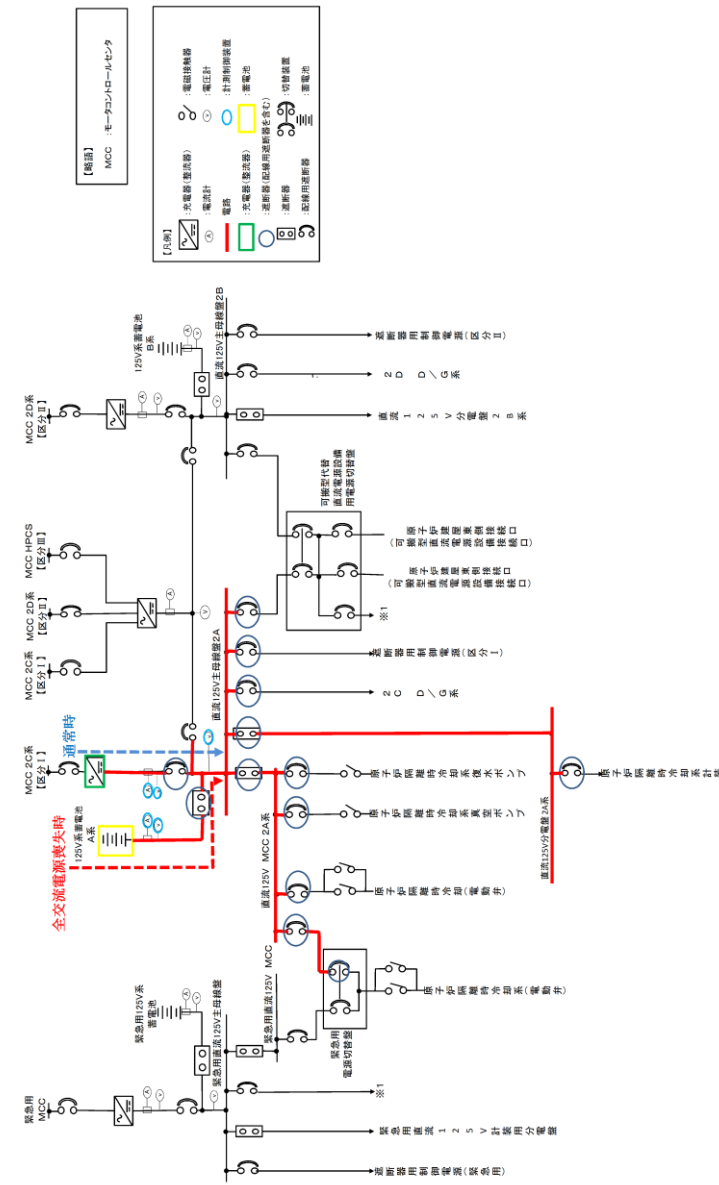 【略語】
MCC :モータコントロールセンタ
【凡例】
:充電器(整流器)
:電磁接触器
A
:電流計
V
:電圧計
電路
:計測制御装置
:充電器(整流器)
:蓄電池
:遮断器(配線用遮断器を含む)
:遮断器
:切替装置
:配線用遮断器
:蓄電池
緊急用
MCC
A
V
緊急用125V系
蓄電池
A
V
V
緊急用直流125V主母線盤
緊急用直流125V MCC
遮断器用制御電源(緊急用)
緊急用直流125V計装用分電盤
※1
緊急用
電源切替盤
原子炉隔離時冷却系(電動弁)
全交流電源喪失時
通常時
MCC 2C系
【区分Ⅰ】
125V系蓄電池
A系
A
V
A
V
V
直流125V主母線盤2A
直流125V MCC 2A系
原子炉隔離時冷却(電動弁)
原子炉隔離時冷却系真空ポンプ
原子炉隔離時冷却系復水ポンプ
直流125V分電盤 2A系
原子炉隔離時冷却系計装
2C D/G系
遮断器用制御電源(区分Ⅰ)
MCC 2C系
【区分Ⅰ】
MCC 2D系
【区分Ⅱ】
MCC HPCS
【区分Ⅲ】
A
V
可搬型代替
直流電源設備
用電源切替盤
※1
原子炉建屋東側接続口
(可搬型直流電源設備接続口)
原子炉建屋東側接続口
(可搬型直流電源設備接続口)
MCC 2D系
【区分Ⅱ】
A
V
125V系蓄電池
B系
A
V
V
直流125V主母線盤2B
直流125V分電盤2B系
2D D/G系
遮断器用制御電源(区分Ⅱ)